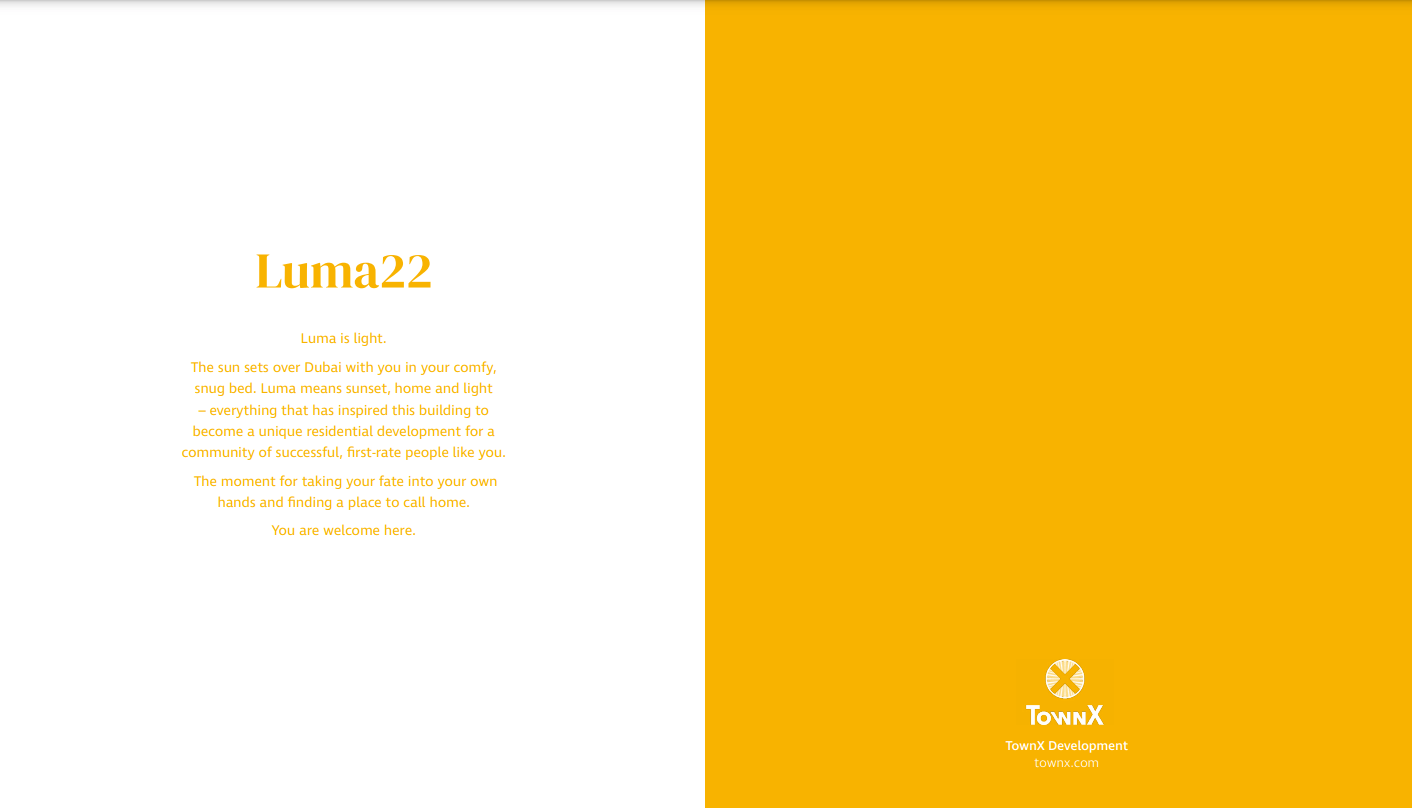 Luma22
Luma is light.
The sun sets over Dubai with you in your comfy,
snug bed. Luma means sunset, home and light
– everything that has inspired this building to
become a unique residential development for a
community of successful, first-rate people like you.
The moment for taking your fate into your own
hands and finding a place to call home.
You are welcome here.
TownX
TownX Development
townx.com